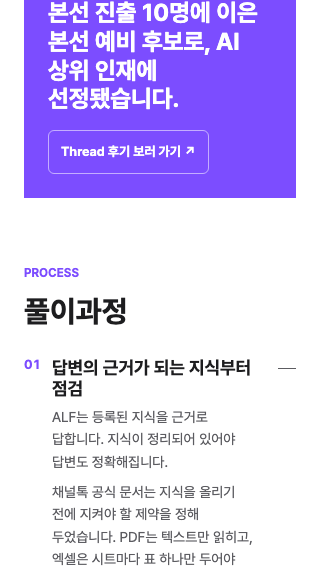 본선 진출 10명에 이은
본선 예비 후보로, AI
상위 인재에
선정됐습니다.
Thread 후기 보러 가기 ↗
PROCESS
풀이과정
01 답변의 근거가 되는 지식부터
점검
—
ALF는 등록된 지식을 근거로
답합니다. 지식이 정리되어 있어야
답변도 정확해집니다.
채널톡 공식 문서는 지식을 올리기
전에 지켜야 할 제약을 정해
두었습니다. PDF는 텍스트만 읽히고,
엑셀은 시트마다 표 하나만 두어야